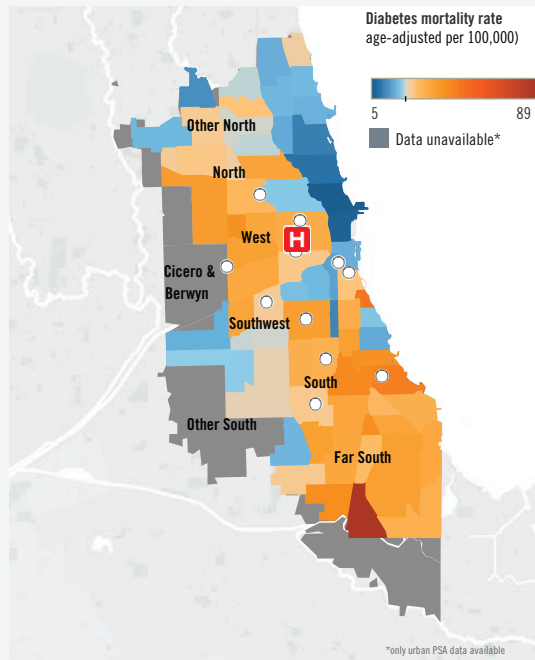 Diabetes mortality rate
age-adjusted per 100,000)
5 89
Data unavailable*
Other North
North
West
H
Cicero &
Berwyn
Southwest
South
Other South
Far South
*only urban PSA data available